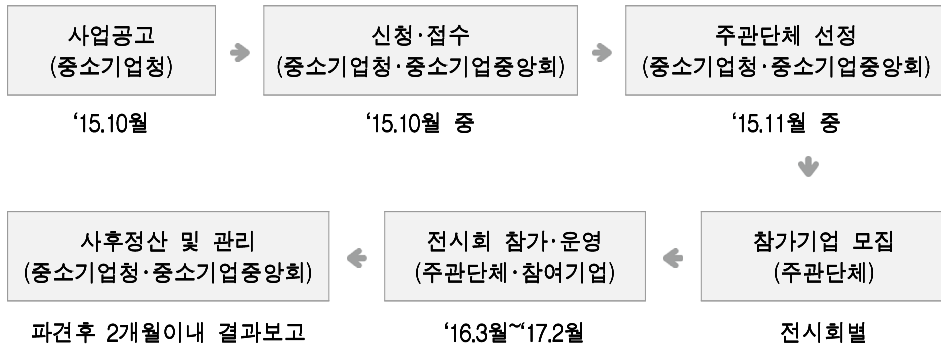 사업공고
(중소기업청)
‘15.10월
신청·접수
(중소기업청·중소기업중앙회)
‘15.10월 중
주관단체 선정
(중소기업청·중소기업중앙회)
‘15.11월 중
참가기업 모집
(주관단체)
전시회별
전시회 참가·운영
(주관단체·참여기업)
‘16.3월~‘17.2월
사후정산 및 관리
(중소기업청·중소기업중앙회)
파견후 2개월이내 결과보고